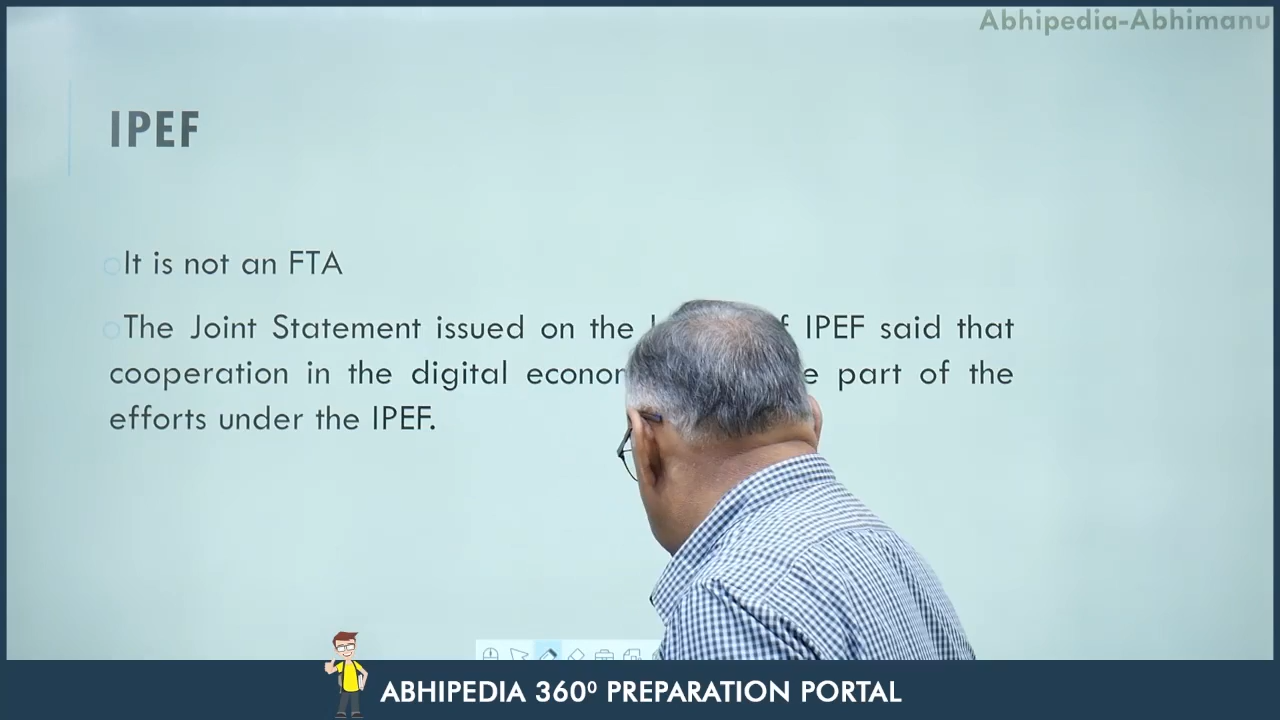 Abhipedia-Abhimanu
IPEF
It is not an FTA
The Joint Statement issued on the IPEF said that
cooperation in the digital part of the
efforts under the IPEF.
ABHIPEDIA 360⁰ PREPARATION PORTAL